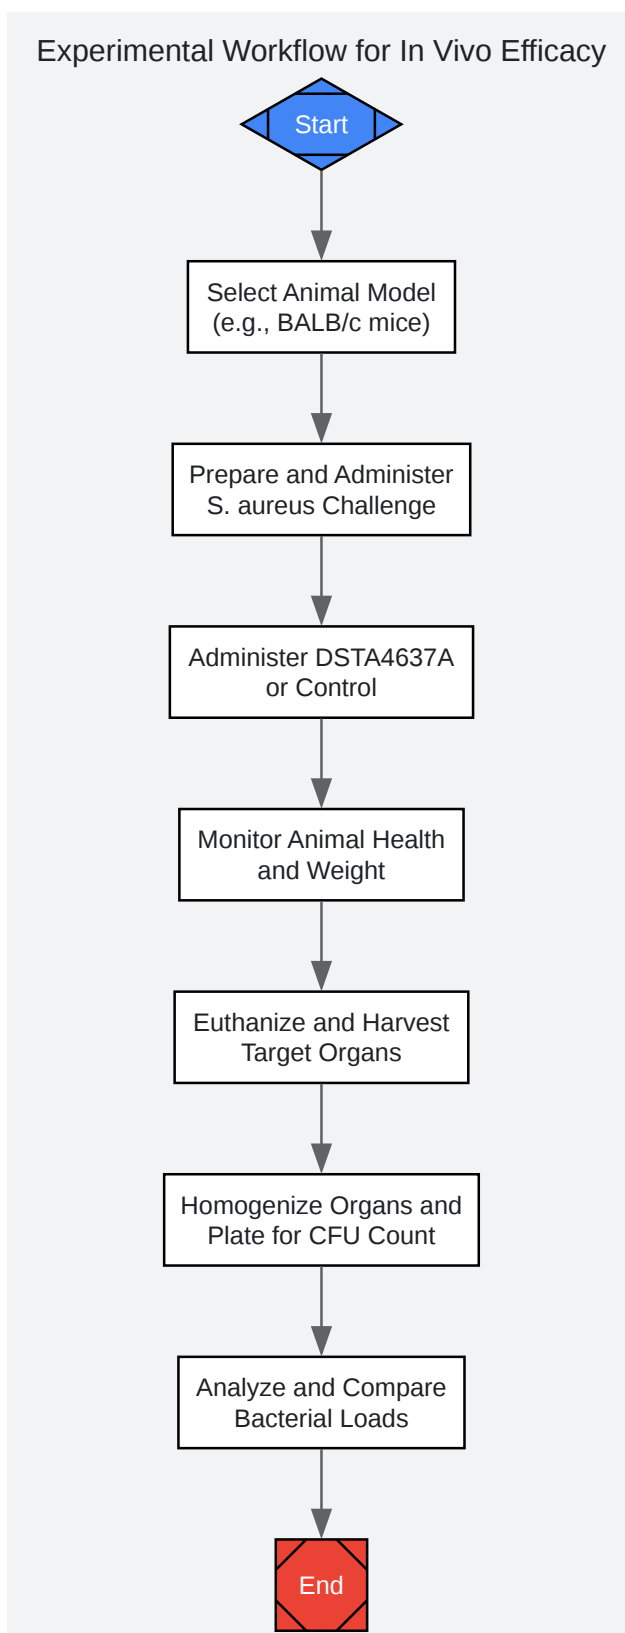 Experimental Workflow for In Vivo Efficacy
Start
Select Animal Model
(e.g., BALB/c mice)
Prepare and Administer
S. aureus Challenge
Administer DSTA4637A
or Control
Monitor Animal Health
and Weight
Euthanize and Harvest
Target Organs
Homogenize Organs and
Plate for CFU Count
Analyze and Compare
Bacterial Loads
End